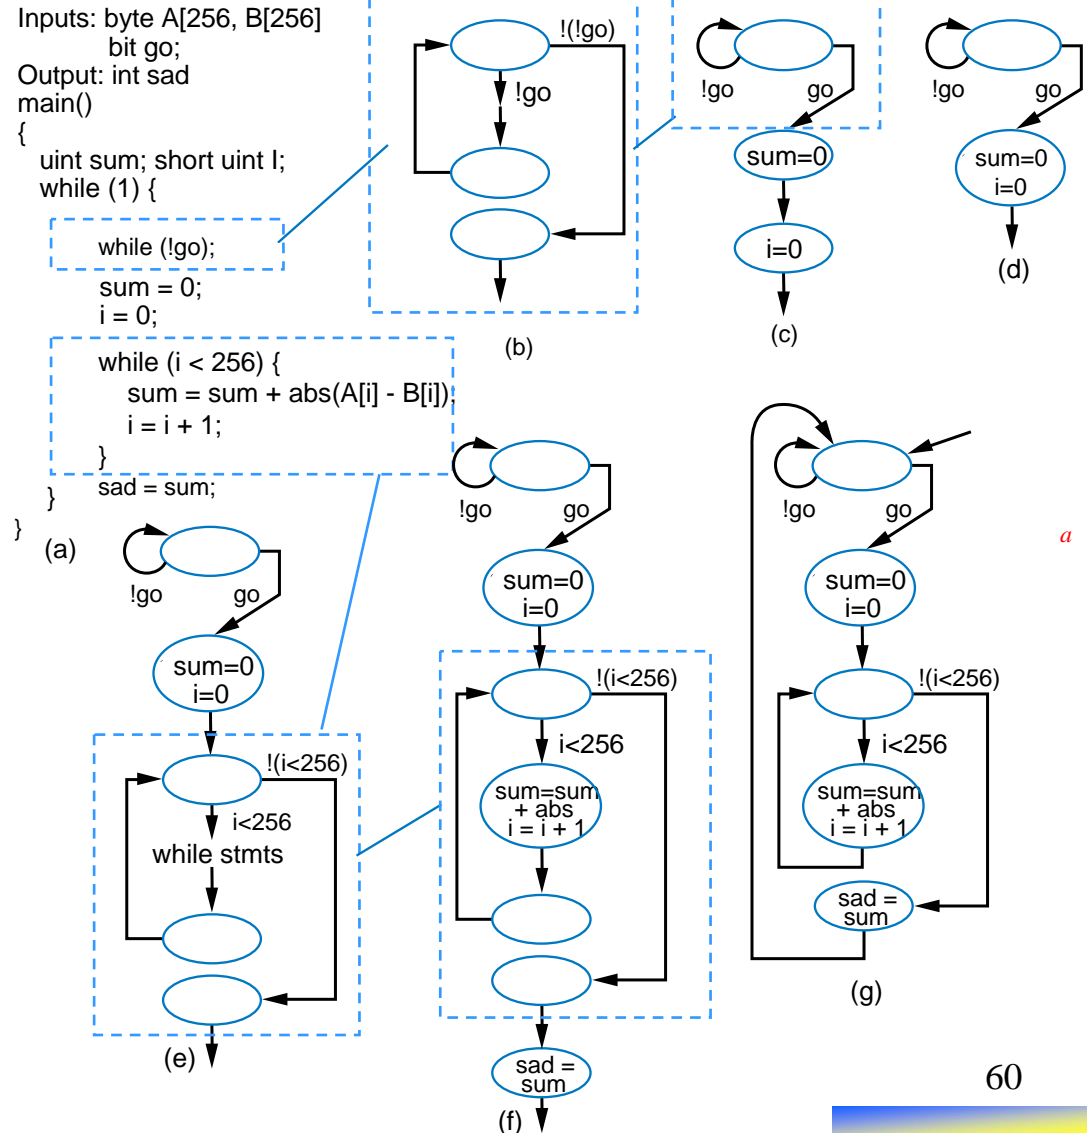 Inputs: byte A[256, B[256]
bit go;
Output: int sad
main()
{
uint sum; short uint I;
while (1) {
while (!go);
sum = 0;
i = 0;
while (i < 256) {
sum = sum + abs(A[i] - B[i]);
i = i + 1;
}
sad = sum;
}
}
(a)
!(!go)
!go
(b)
!go
go
sum=0
i=0
(c)
!go
go
sum=0
i=0
(d)
!go
go
sum=0
i=0
!(i<256)
i<256
while stmts
(e)
!go
go
sum=0
i=0
!(i<256)
i<256
sum=sum
+ abs
i = i + 1
sad =
sum
(f)
!go
go
sum=0
i=0
!(i<256)
i<256
sum=sum
+ abs
i = i + 1
sad =
sum
(g)
a
60